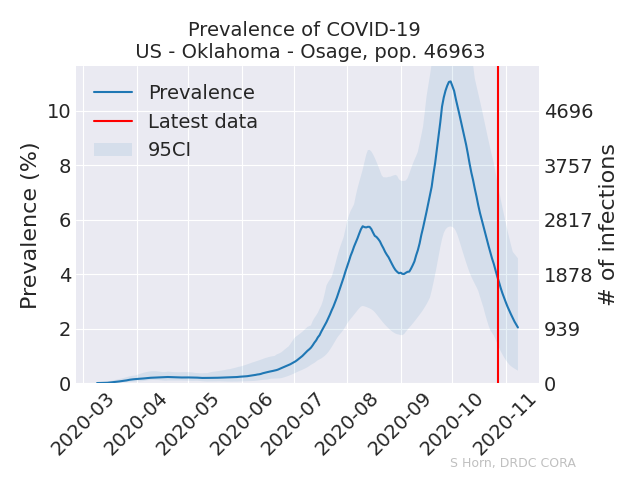 Prevalence of COVID-19
US - Oklahoma - Osage, pop. 46963
Prevalence
Latest data
95CI
Prevalence (%)
10
8
6
4
2
0
4696
3757
2817
1878
939
0
# of infections
2020-03
2020-04
2020-05
2020-06
2020-07
2020-08
2020-09
2020-10
2020-11
S Horn, DRDC CORA